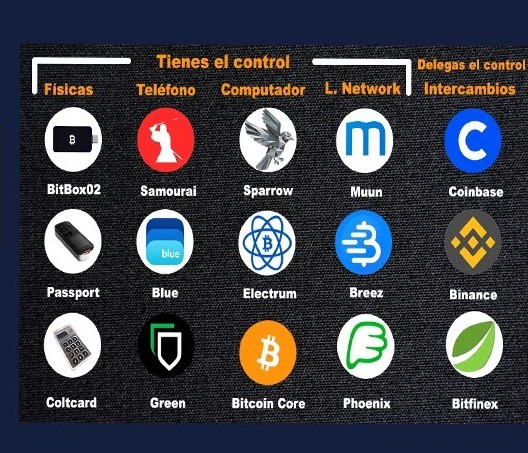 Tienes el control
Delegas el control
Físicas Teléfono Computador L. Network Intercambios
BitBox02 Samourai Sparrow Muun Coinbase
blue
Passport Blue Electrum Breez Binance
Coltcard Green Bitcoin Core Phoenix Bitfinex